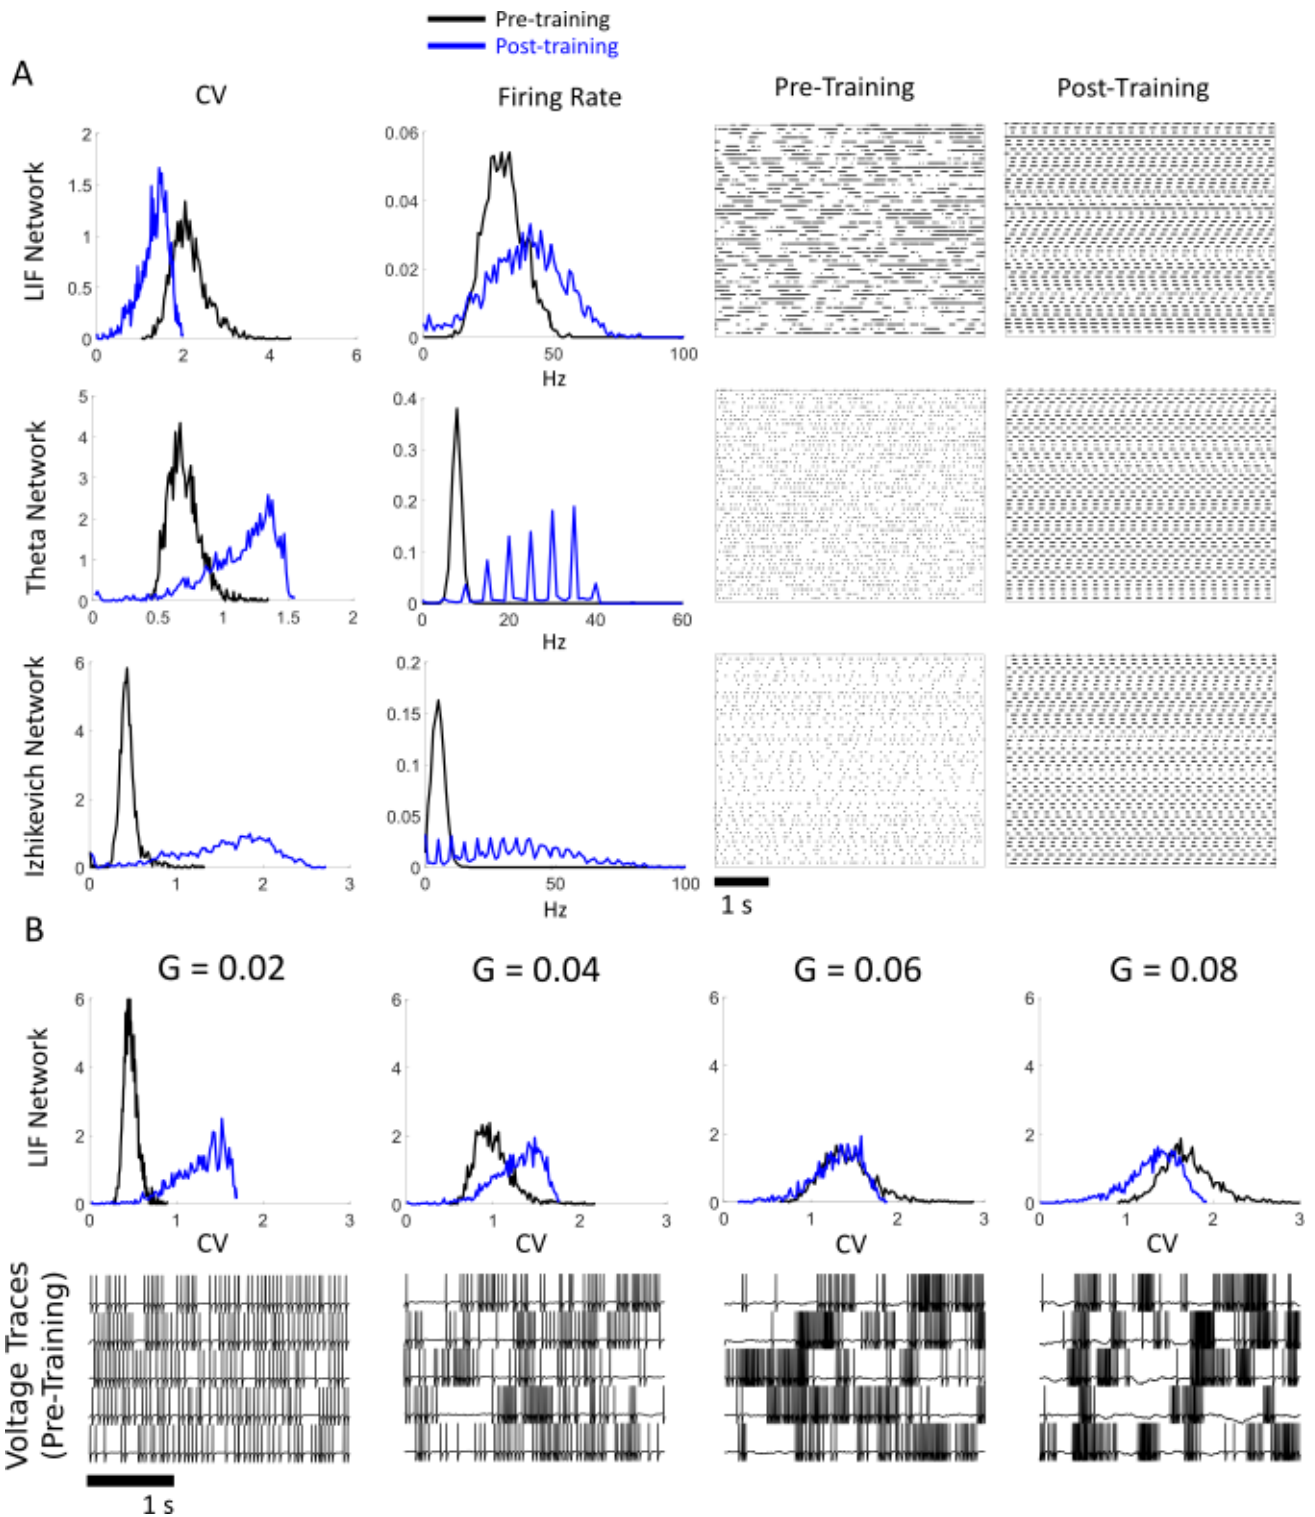 Pre-training
Post-training
A
CV
Firing Rate
Pre-Training
Post-Training
LIF Network
2
1.5
1
0.5
0
0 2 4 6
0.06
0.04
0.02
0
0 50 100
Hz
Theta Network
5
4
3
2
1
0
0 0.5 1 1.5 2
0.4
0.3
0.2
0.1
0
0 20 40 60
Hz
Izhikevich Network
6
4
2
0
0 1 2 3
0.2
0.15
0.1
0.05
0
0 50 100
Hz
1 s
B
G = 0.02
G = 0.04
G = 0.06
G = 0.08
LIF Network
6
4
2
0
0 1 2 3
CV
6
4
2
0
0 1 2 3
CV
6
4
2
0
0 1 2 3
CV
6
4
2
0
0 1 2 3
CV
Voltage Traces
(Pre-Training)
1 s